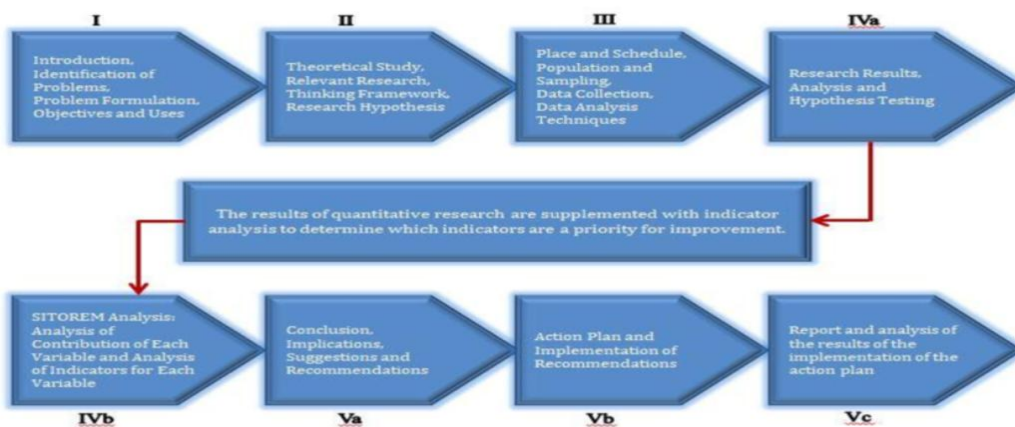 I
II
III
IVa
Introduction,
Identification of
Problems,
Problem Formulation,
Objectives and Uses
Theoretical Study,
Relevant Research,
Thinking Framework,
Research Hypothesis
Place and Schedule,
Population and
Sampling,
Data Collection,
Data Analysis
Techniques
Research Results,
Analysis and
Hypothesis Testing
The results of quantitative research are supplemented with indicator
analysis to determine which indicators are a priority for improvement.
SITOREM Analysis:
Analysis of
Contribution of Each
Variable and Analysis
of Indicators for Each
Variable
Conclusion,
Implications,
Suggestions and
Recommendations
Action Plan and
Implementation of
Recommendations
Report and analysis of
the results of the
implementation of the
action plan
IVb
Va
Vb
Vc